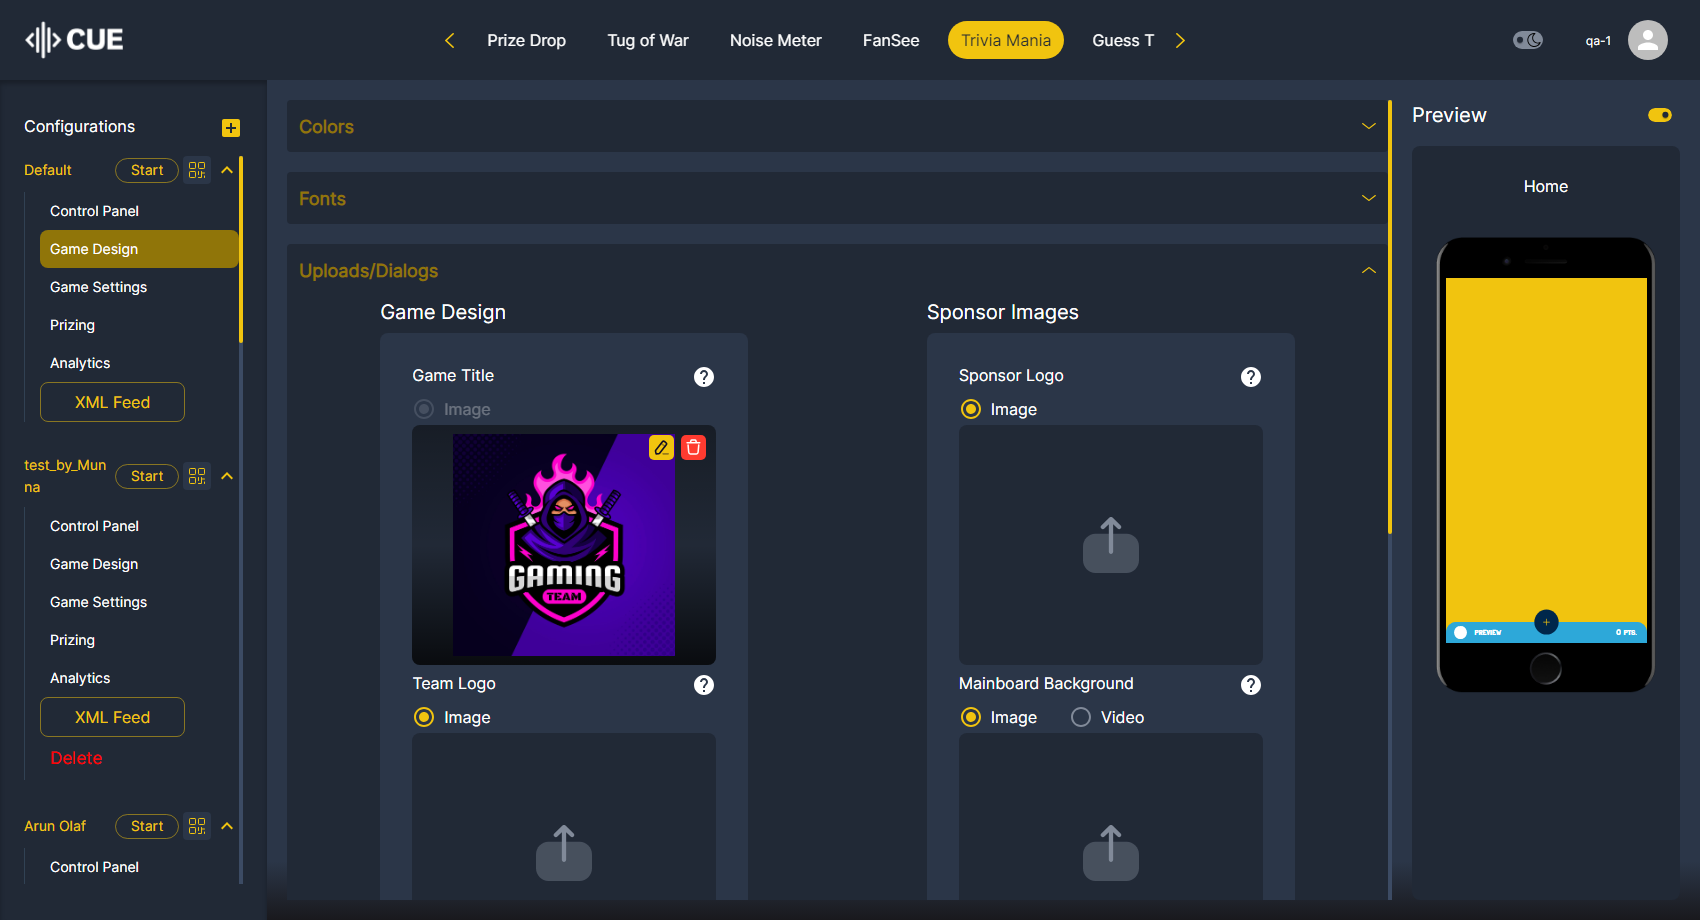 CUE
Prize Drop
Tug of War
Noise Meter
FanSee
Trivia Mania
Guess T
qa-1
Configurations
Default
Start
Control Panel
Game Design
Game Settings
Prizing
Analytics
XML Feed
test_by_Mun
na
Start
Control Panel
Game Design
Game Settings
Prizing
Analytics
XML Feed
Delete
Arun Olaf
Start
Control Panel
Colors
Fonts
Uploads/Dialogs
Game Design
Game Title
Image
GAMING
TEAM
Team Logo
Image
Sponsor Images
Sponsor Logo
Image
Mainboard Background
Image
Video
Preview
Home
PREVIEW
0 PTS.